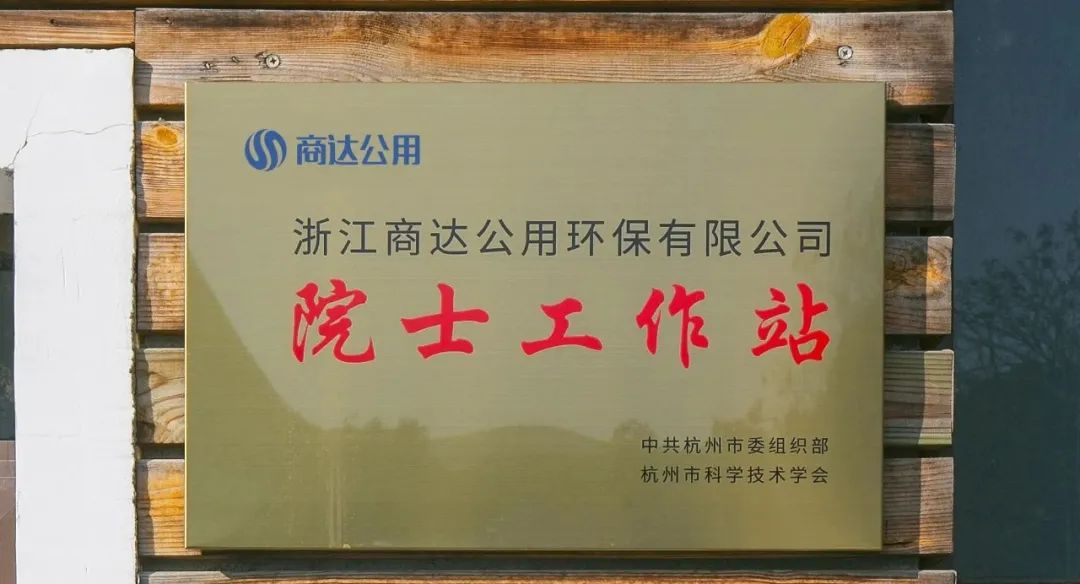 商达公用
浙江商达公用环保有限公司
院士工作站
中共杭州市委组织部
杭州市科学技术学会